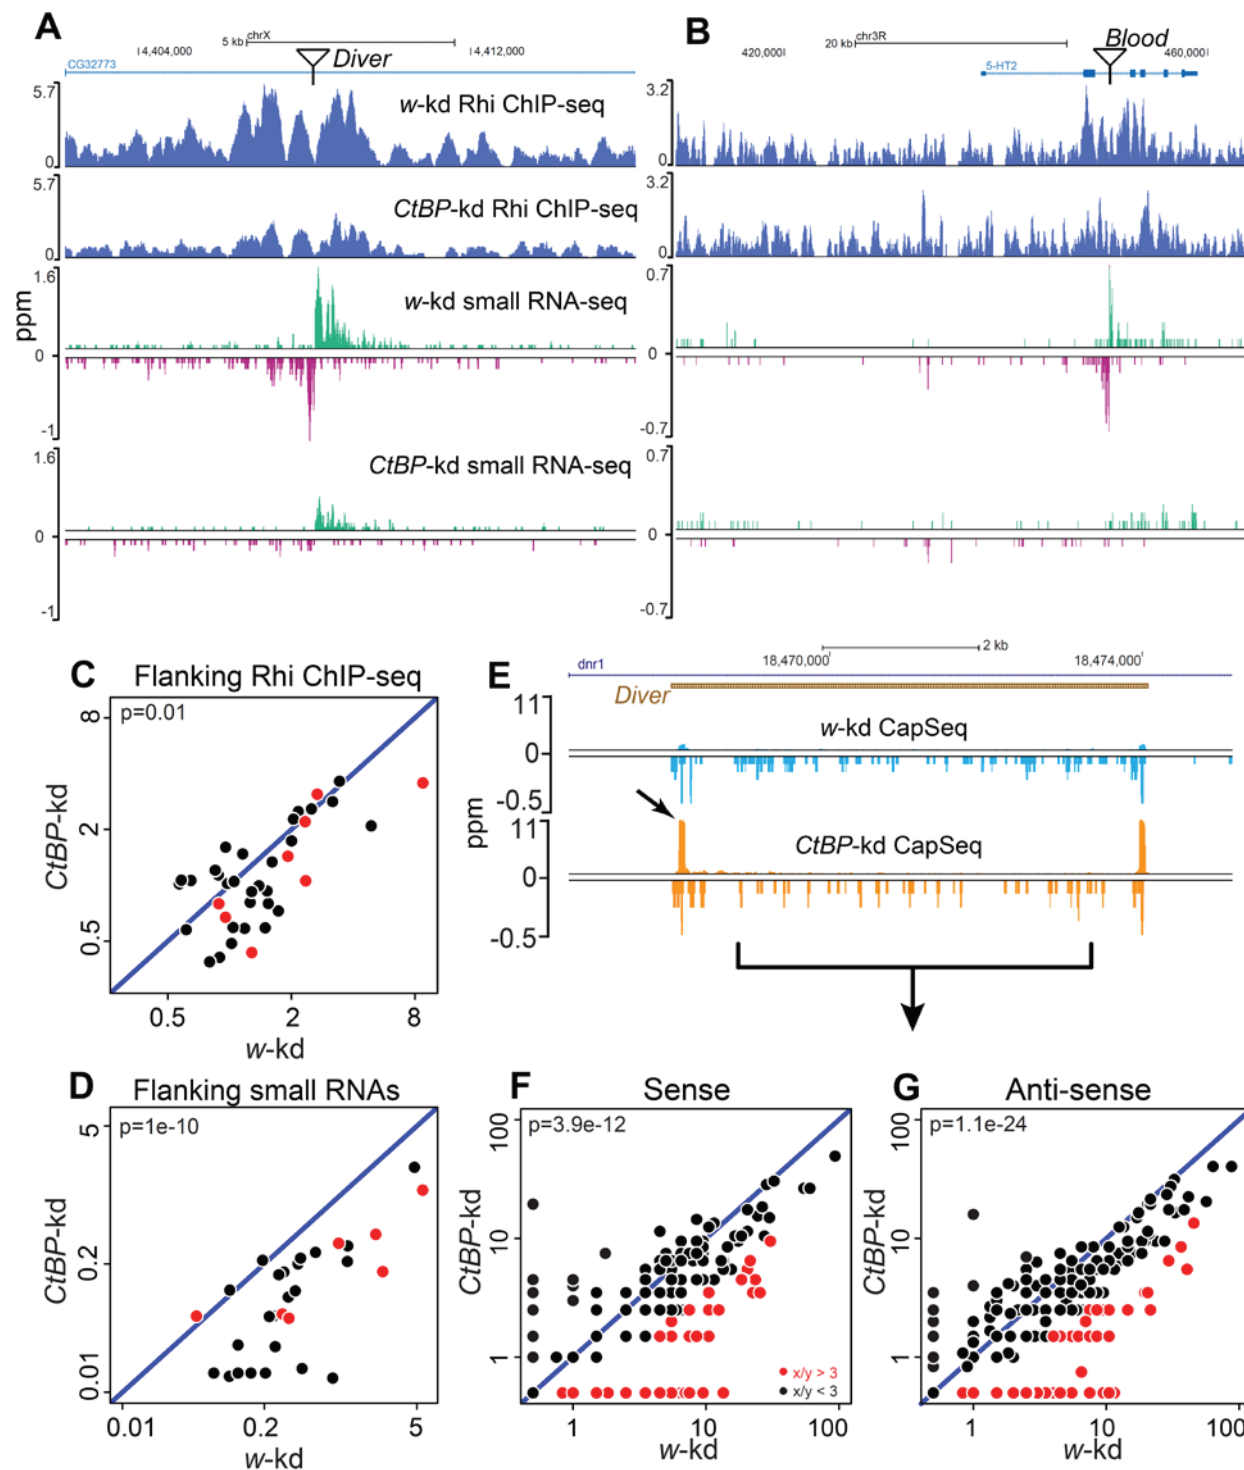 A
5 kb
chrX
4,404,000
4,412,000
Diver
CG32773
5.7
w-kd Rhi ChIP-seq
0
5.7
CtBP-kd Rhi ChIP-seq
0
1.6
w-kd small RNA-seq
ppm
0
-1
1.6
CtBP-kd small RNA-seq
0
-1
B
420,000
20 kb
chr3R
Blood
460,000
5-HT2
3.2
0
3.2
0
0.7
0
-0.7
0.7
0
-0.7
C
Flanking Rhi ChIP-seq
p=0.01
8
2
0.5
CtBP-kd
0.5 2 8
w-kd
D
Flanking small RNAs
p=1e-10
5
0.2
0.01
CtBP-kd
0.01 0.2 5
w-kd
E
2 kb
dnr1
18,470,000
18,474,000
Diver
11
w-kd CapSeq
0
-0.5
ppm
11
CtBP-kd CapSeq
0
-0.5
F
Sense
p=3.9e-12
100
10
1
CtBP-kd
x/y > 3
x/y < 3
1 10 100
w-kd
G
Anti-sense
p=1.1e-24
100
10
1
CtBP-kd
1 10 100
w-kd